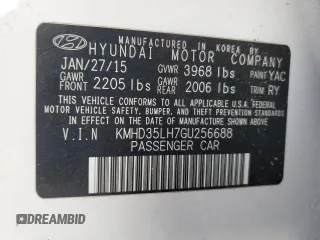 MANUFACTURED IN KOREA BY
HYUNDAI MOTOR COMPANY
JAN/27/15 GVWR 3968 lbs PAINT YAC
GAWR FRONT 2205 lbs GAWR REAR 2006 lbs TRIM RY
THIS VEHICLE CONFORMS TO ALL APPLICABLE U.S. FEDERAL
MOTOR VEHICLE SAFETY, BUMPER, AND THEFT PREVENTION
STANDARDS IN EFFECT ON THE DATE OF MANUFACTURE SHOWN ABOVE.
V.I.N KMHD35LH7GU256688
PASSENGER CAR
DREAMBID